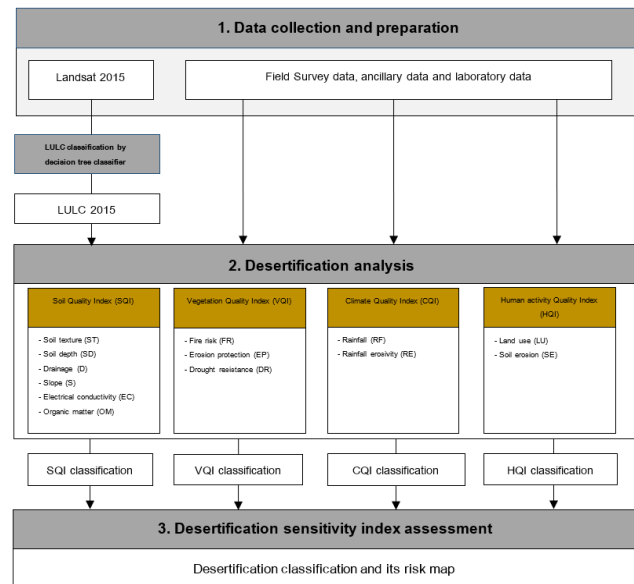 1. Data collection and preparation
Landsat 2015
Field Survey data, ancillary data and laboratory data
LULC classification by
decision tree classifier
LULC 2015
2. Desertification analysis
Soil Quality Index (SQI)
- Soil texture (ST)
- Soil depth (SD)
- Drainage (D)
- Slope (S)
- Electrical conductivity (EC)
- Organic matter (OM)
Vegetation Quality Index (VQI)
- Fire risk (FR)
- Erosion protection (EP)
- Drought resistance (DR)
Climate Quality Index (CQI)
- Rainfall (RF)
- Rainfall erosivity (RE)
Human activity Quality Index
(HQI)
- Land use (LU)
- Soil erosion (SE)
SQI classification
VQI classification
CQI classification
HQI classification
3. Desertification sensitivity index assessment
Desertification classification and its risk map